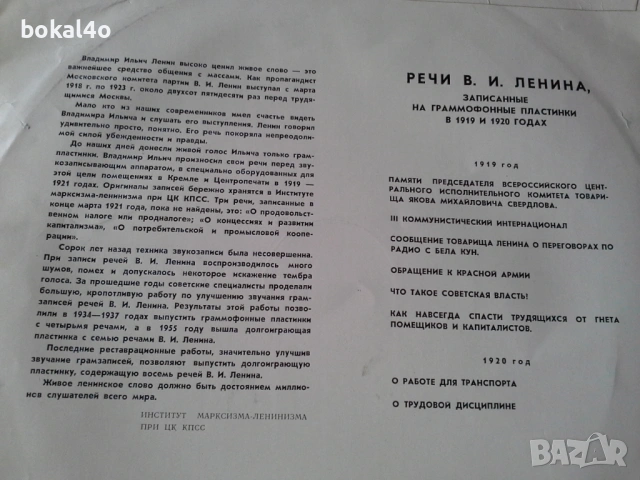 bokal4o
Владимир Ильич Ленин высоко ценил живое слово — это
важнейшее средство общения с массами. Как пропагандист
Московского комитета партии В. И. Ленин выступал с марта
1918 г. по 1923 г. около двухсот пятидесяти раз перед трудя-
щимися Москвы.
Мало кто из наших современников имел счастье видеть
Владимира Ильича и слушать его выступления. Ленин говорил
удивительно просто, понятно. Его речь покоряла непреодоли-
мой силой убежденности и правды.
До наших дней донесли живой голос Ильича только грам-
пластинки. Владимир Ильич произносил свои речи перед зву-
козаписывающим аппаратом, в специально оборудованных для
этой цели помещениях в Кремле и Центропечати в 1919 —
1921 годах. Оригиналы записей бережно хранятся в Институте
марксизма-ленинизма при ЦК КПСС. Три речи, записанные в
конце марта 1921 года, пока не найдены, это: «О продовольст-
венном налоге или продналоге»; «О концессиях и развитии
капитализма», «О потребительской и промысловой коопе-
рации».
Сорок лет назад техника звукозаписи была несовершенна.
При записи речей В. И. Ленина воспроизводилось много
шумов, помех и допускалось некоторое искажение тембра
голоса. За прошедшие годы советские специалисты проделали
большую, кропотливую работу по улучшению звучания грам-
записей речей В. И. Ленина. Результаты этой работы позво-
лили в 1934—1937 годах выпустить граммофонные пластинки
с четырьмя речами, а в 1955 году вышла долгоиграющая
пластинка с семью речами В. И. Ленина.
Последние реставрационные работы, значительно улучшив
звучание грамзаписей, позволяют выпустить долгоиграющую
пластинку, содержащую восемь речей В. И. Ленина.
Живое ленинское слово должно быть достоянием миллио-
нов слушателей всего мира.
ИНСТИТУТ МАРКСИЗМА-ЛЕНИНИЗМА
ПРИ ЦК КПСС
РЕЧИ В. И. ЛЕНИНА,
ЗАПИСАННЫЕ
НА ГРАММОФОННЫЕ ПЛАСТИНКИ
В 1919 И 1920 ГОДАХ
1919 год
ПАМЯТИ ПРЕДСЕДАТЕЛЯ ВСЕРОССИЙСКОГО ЦЕНТ-
РАЛЬНОГО ИСПОЛНИТЕЛЬНОГО КОМИТЕТА ТОВАРИ-
ЩА ЯКОВА МИХАЙЛОВИЧА СВЕРДЛОВА.
III КОММУНИСТИЧЕСКИЙ ИНТЕРНАЦИОНАЛ
СООБЩЕНИЕ ТОВАРИЩА ЛЕНИНА О ПЕРЕГОВОРАХ ПО
РАДИО С БЕЛА КУН.
ОБРАЩЕНИЕ К КРАСНОЙ АРМИИ
ЧТО ТАКОЕ СОВЕТСКАЯ ВЛАСТЬ!
КАК НАВСЕГДА СПАСТИ ТРУДЯЩИХСЯ ОТ ГНЕТА
ПОМЕЩИКОВ И КАПИТАЛИСТОВ.
1920 год
О РАБОТЕ ДЛЯ ТРАНСПОРТА
О ТРУДОВОЙ ДИСЦИПЛИНЕ
BAZAR
bg